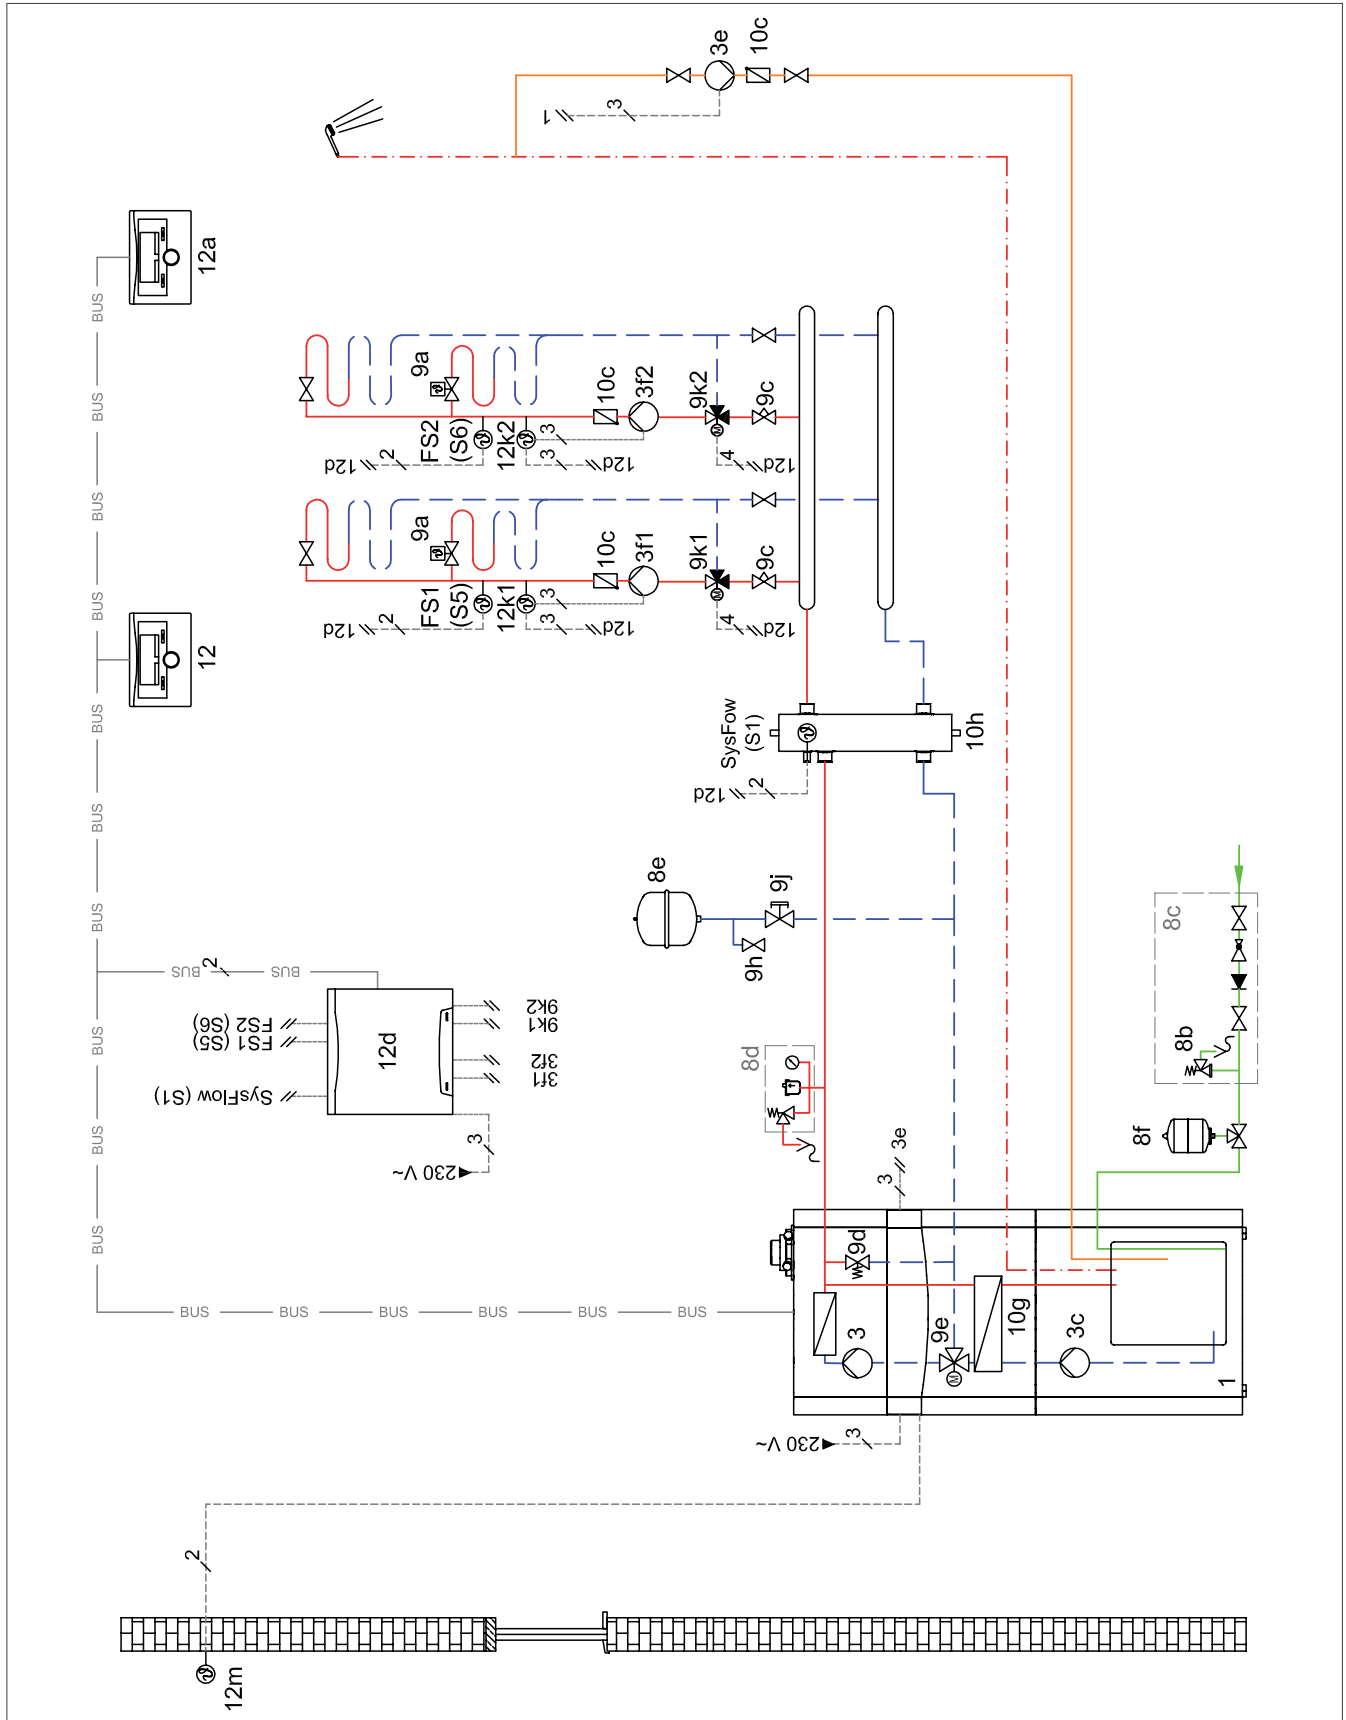 3e
10c
3
1
BUS
12a
BUS
BUS
BUS
12
BUS
BUS
BUS
BUS
BUS
BUS
BUS
BUS
BUS
BUS
BUS
BUS
BUS
BUS
2
BUS
9a
FS2
(S6)
12k2
12d
2
3
3
12d
10c
3f2
9k2
4
12d
9c
9a
FS1
(S5)
12k1
12d
2
3
3
12d
10c
3f1
9k1
4
12d
9c
SysFow
(S1)
12d
2
10h
8e
9j
9h
FS2 (S6)
FS1 (S5)
SysFlow (S1)
12d
9k2
9k1
3f2
3f1
3
230 V~
8d
8c
8b
8f
3
3e
9d
3
9e
10g
3c
1
230 V~
3
2
12m